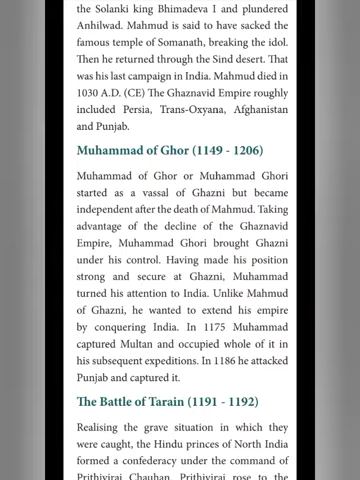 the Solanki king Bhimadeva I and plundered
Anhilwad. Mahmud is said to have sacked the
famous temple of Somanath, breaking the idol.
Then he returned through the Sind desert. That
was his last campaign in India. Mahmud died in
1030 A.D. (CE) The Ghaznavid Empire roughly
included Persia, Trans-Oxyana, Afghanistan
and Punjab.
Muhammad of Ghor (1149 - 1206)
Muhammad of Ghor or Muhammad Ghori
started as a vassal of Ghazni but became
independent after the death of Mahmud. Taking
advantage of the decline of the Ghaznavid
Empire, Muhammad Ghori brought Ghazni
under his control. Having made his position
strong and secure at Ghazni, Muhammad
turned his attention to India. Unlike Mahmud
of Ghazni, he wanted to extend his empire
by conquering India. In 1175 Muhammad
captured Multan and occupied whole of it in
his subsequent expeditions. In 1186 he attacked
Punjab and captured it.
The Battle of Tarain (1191 - 1192)
Realising the grave situation in which they
were caught, the Hindu princes of North India
formed a confederacy under the command of
Prithiviraj Chauhan. Prithiviraj rose to the